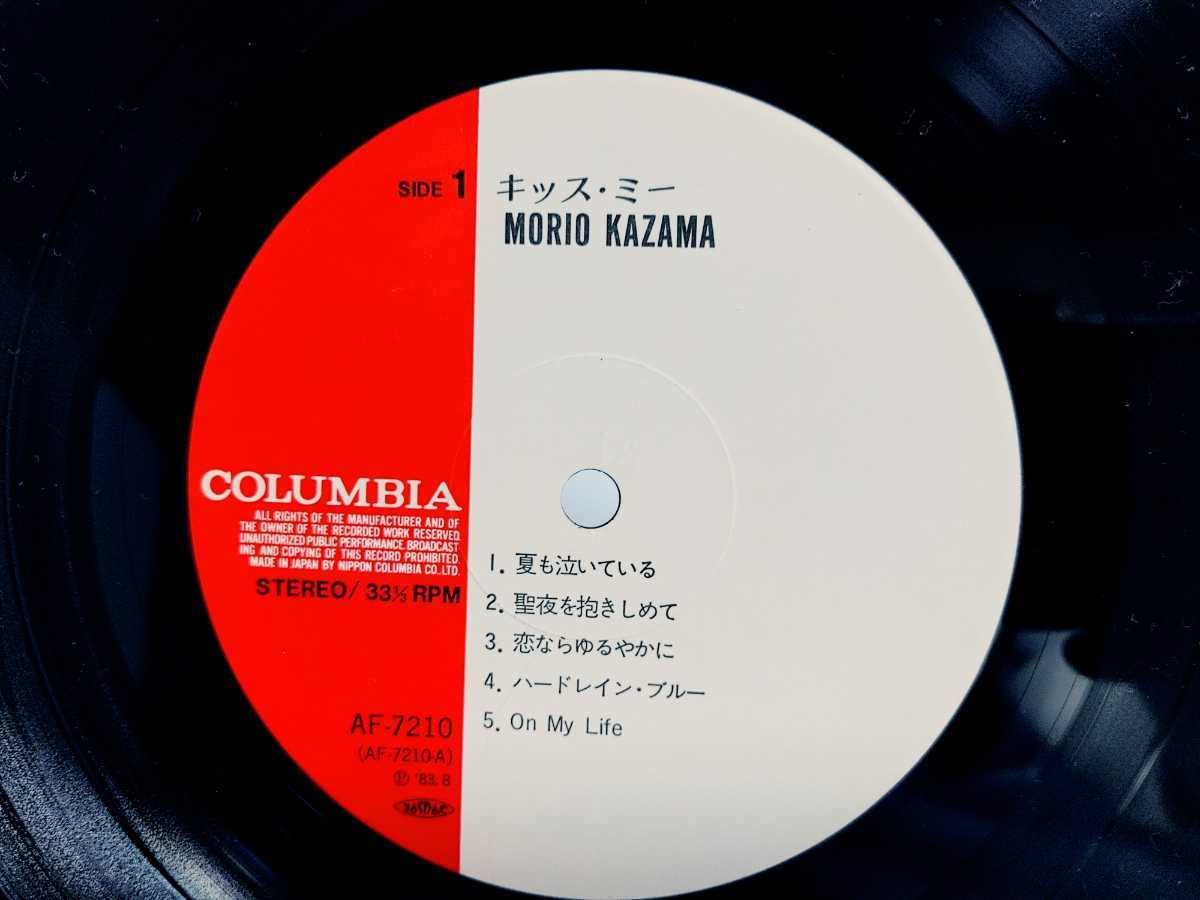 SIDE 1
キッス・ミー
MORIO KAZAMA
COLUMBIA
ALL RIGHTS OF THE MANUFACTURER AND OF
THE OWNER OF THE RECORDED WORK RESERVED
UNAUTHORIZED PUBLIC PERFORMANCE. BROADCAST
ING AND COPYING OF THIS RECORD PROHIBITED.
MADE IN JAPAN BY NIPPON COLUMBIA CO.LTD.
STEREO/ 33⅓ RPM
AF-7210
(AF-7210-A)
Ⓟ '83. 8
1. 夏も泣いている
2. 聖夜を抱きしめて
3. 恋ならゆるやかに
4. ハードレイン・ブルー
5. On My Life